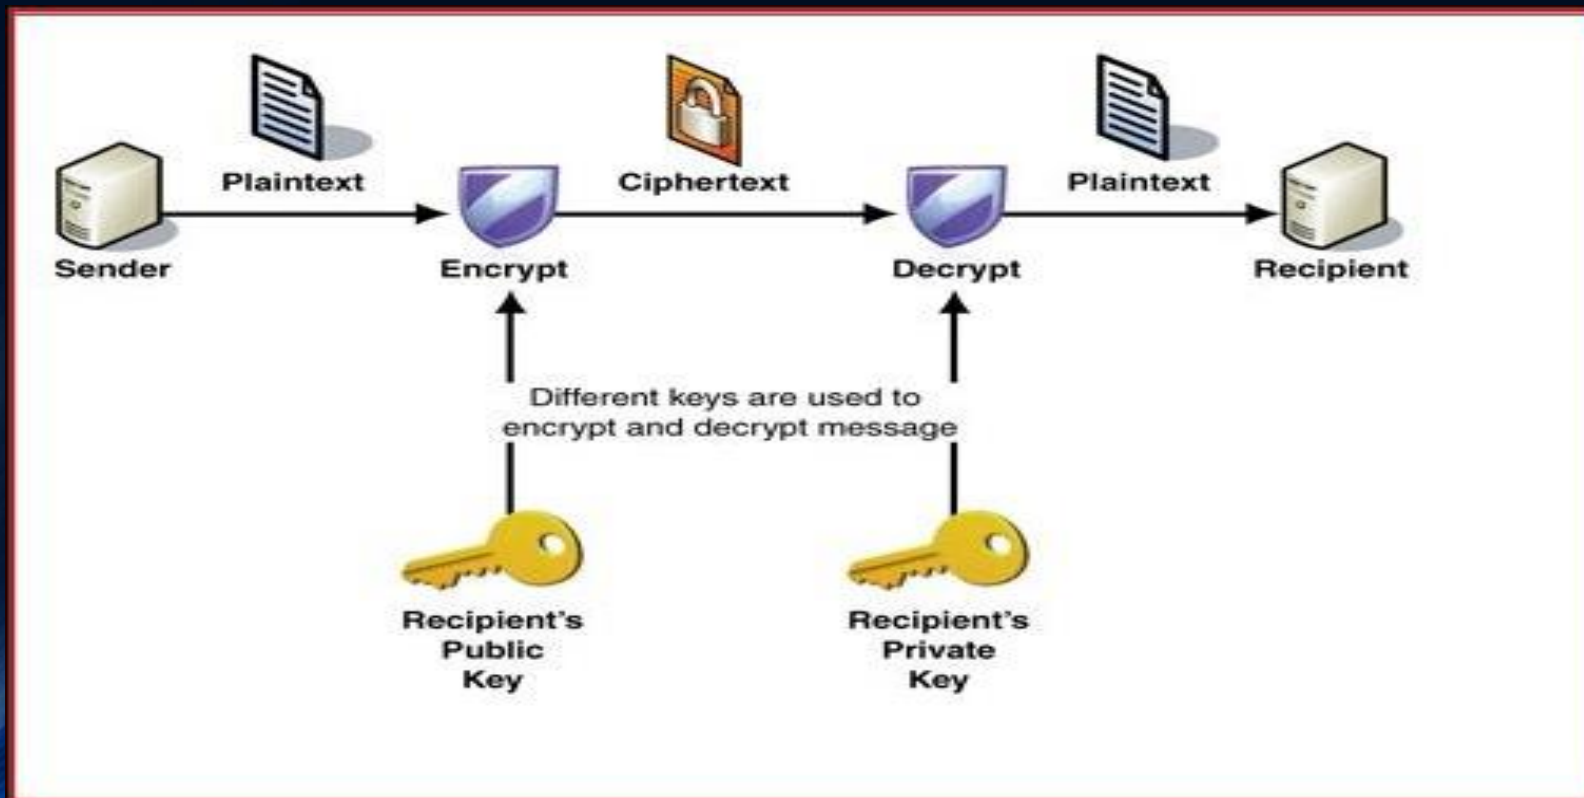 Plaintext
Ciphertext
Plaintext
Sender
Encrypt
Decrypt
Recipient
Different keys are used to
encrypt and decrypt message
Recipient's
Public
Key
Recipient's
Private
Key